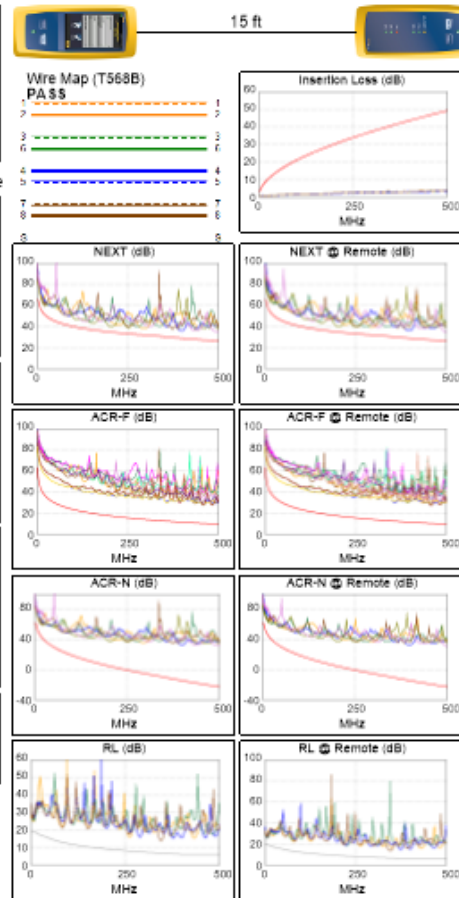 15 ft
Wire Map (T568B)
PASS
1 1
2 2
3 3
6 6
4 4
5 5
7 7
8 8
S S
Insertion Loss (dB)
60
50
40
30
20
10
0
0 250 500
MHz
NEXT (dB)
100
80
60
40
20
0
0 250 500
MHz
NEXT @ Remote (dB)
100
80
60
40
20
0
0 250 500
MHz
ACR-F (dB)
100
80
60
40
20
0
0 250 500
MHz
ACR-F @ Remote (dB)
100
80
60
40
20
0
0 250 500
MHz
ACR-N (dB)
80
40
0
-40
0 250 500
MHz
ACR-N @ Remote (dB)
80
40
0
-40
0 250 500
MHz
RL (dB)
60
50
40
30
20
10
0
0 250 500
MHz
RL @ Remote (dB)
100
80
60
40
20
0
0 250 500
MHz